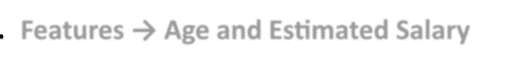 . Features → Age and Estimated Salary